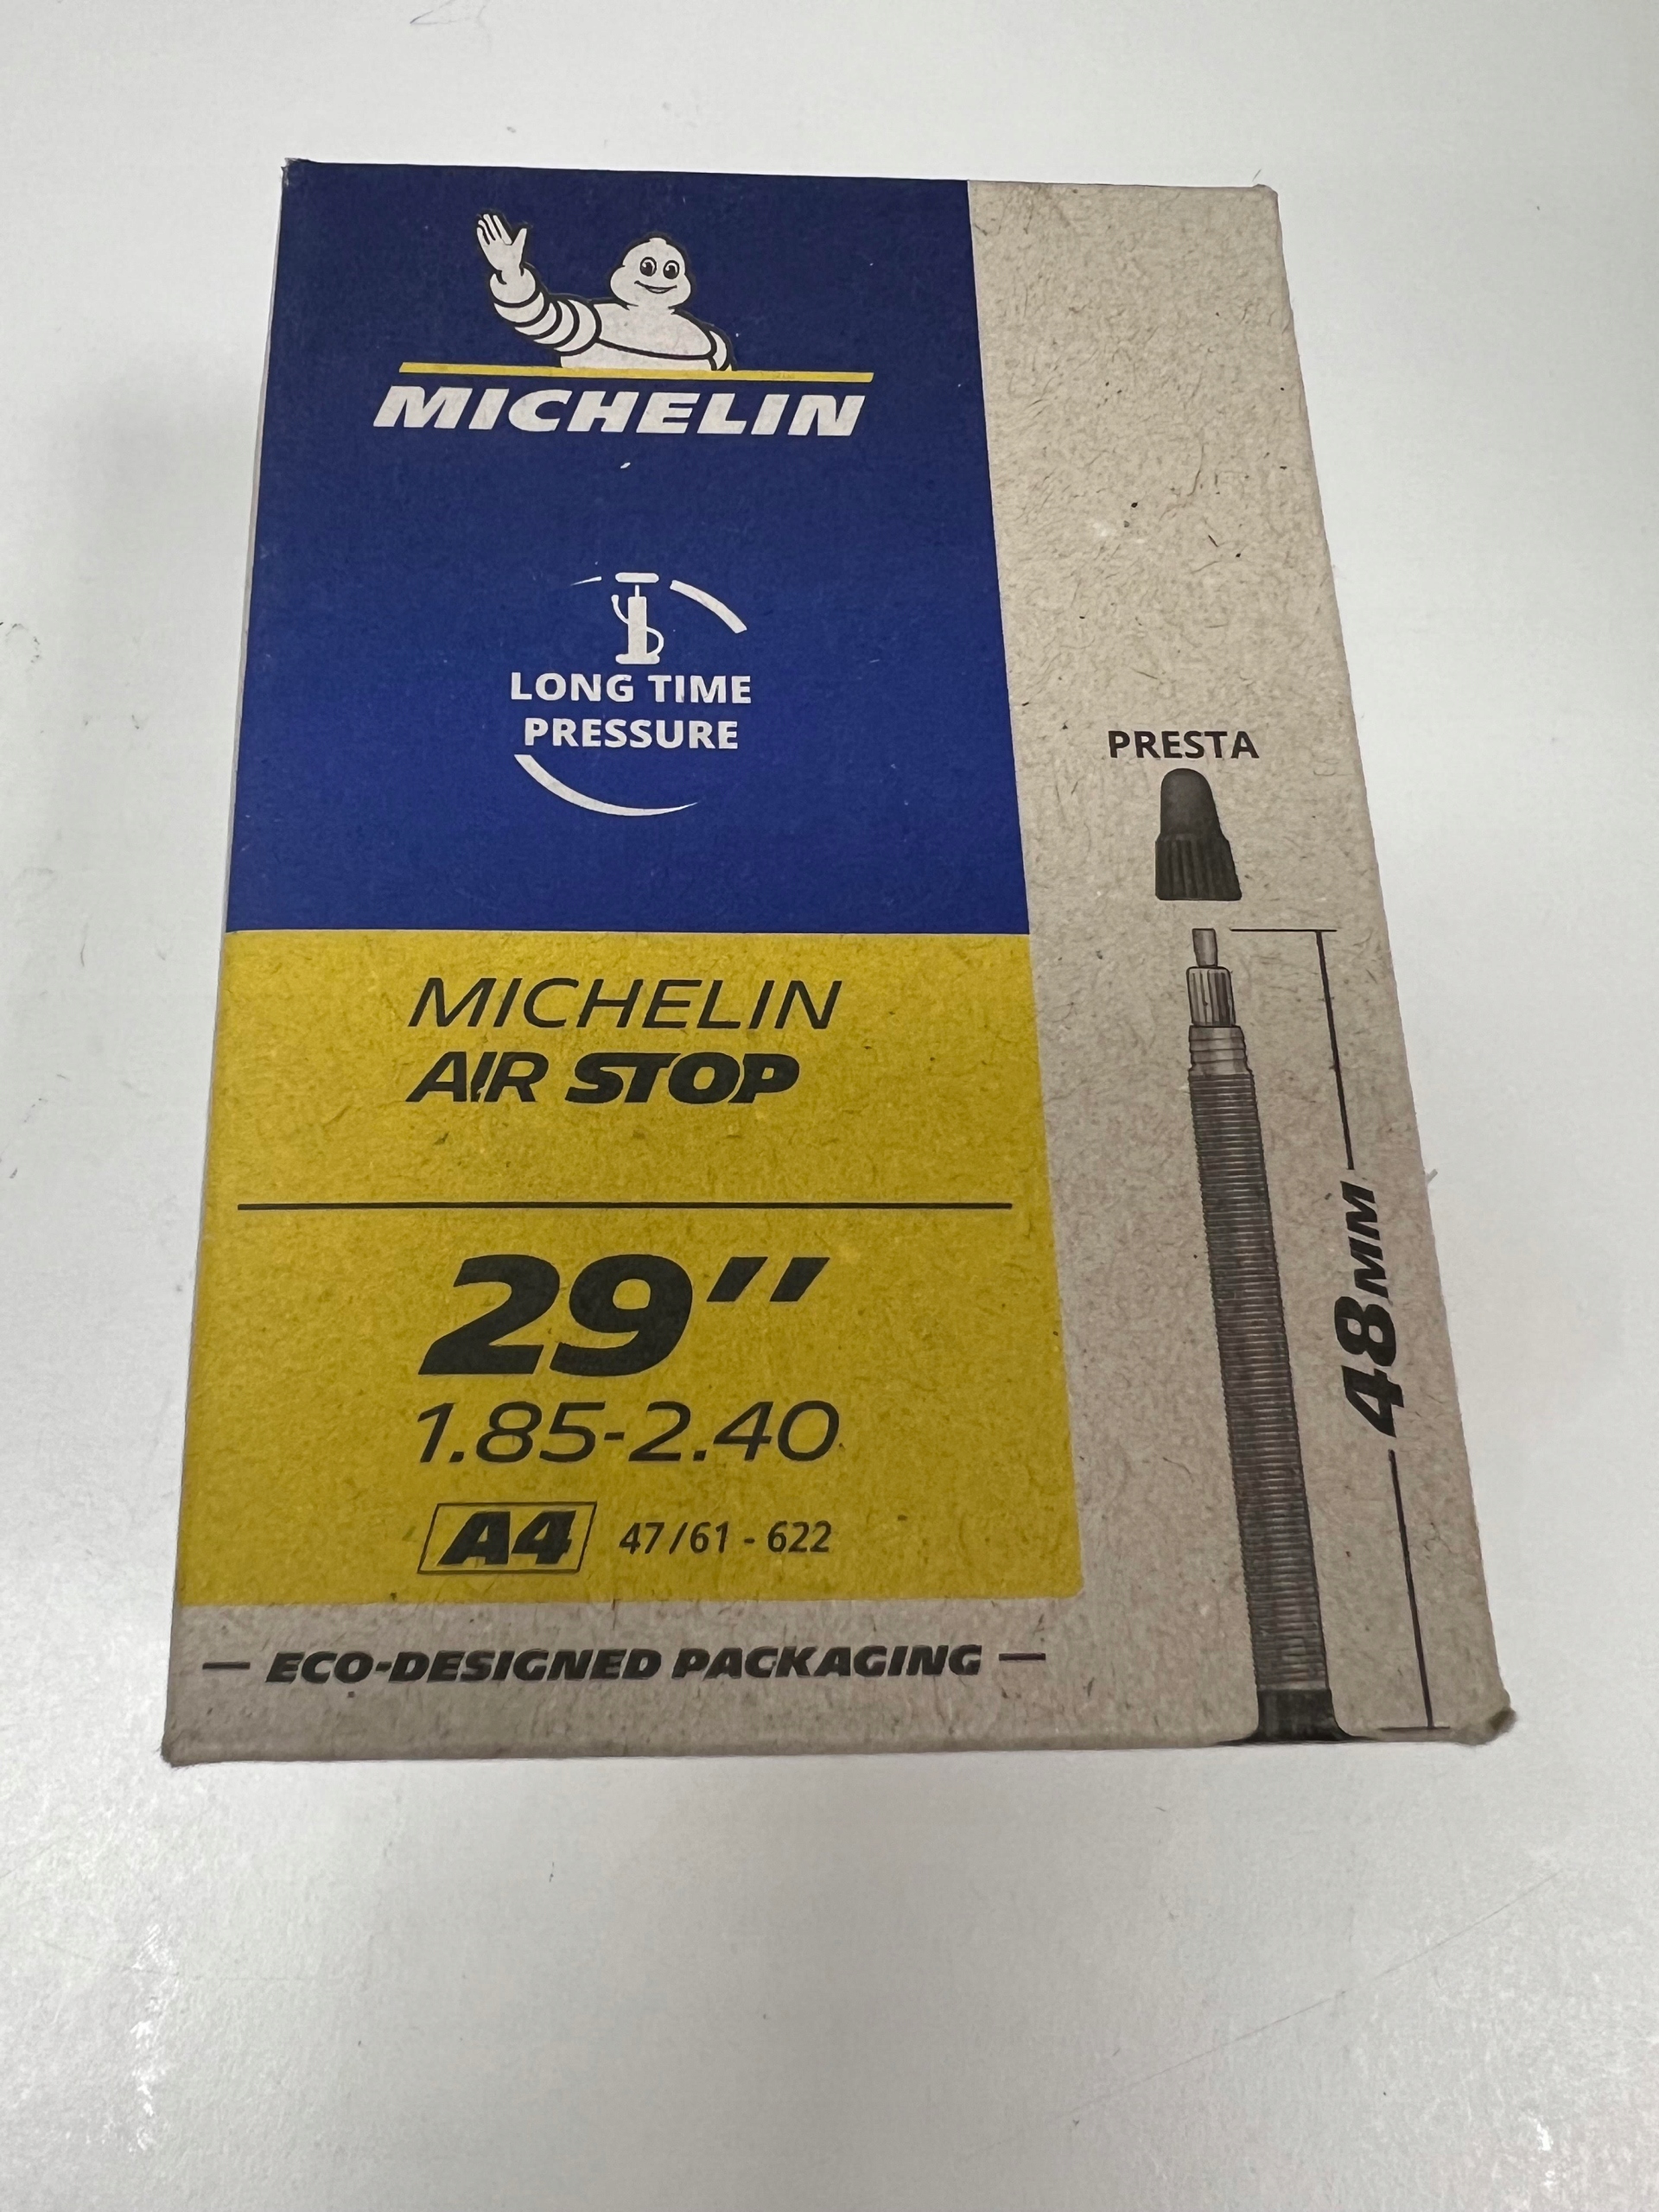 MICHELIN
LONG TIME
PRESSURE
MICHELIN
AIR STOP
29"
1.85-2.40
A4 47/61 - 622
— ECO-DESIGNED PACKAGING —
PRESTA
48MM